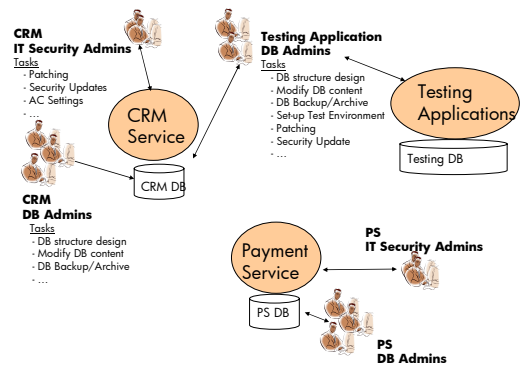 CRM
IT Security Admins
Tasks
- Patching
- Security Updates
- AC Settings
- ...
CRM
Service
CRM DB
CRM
DB Admins
Tasks
- DB structure design
- Modify DB content
- DB Backup/Archive
- ...
Testing Application
DB Admins
Tasks
- DB structure design
- Modify DB content
- DB Backup/Archive
- Set-up Test Environment
- Patching
- Security Update
- ...
Testing
Applications
Testing DB
Payment
Service
PS DB
PS
IT Security Admins
PS
DB Admins